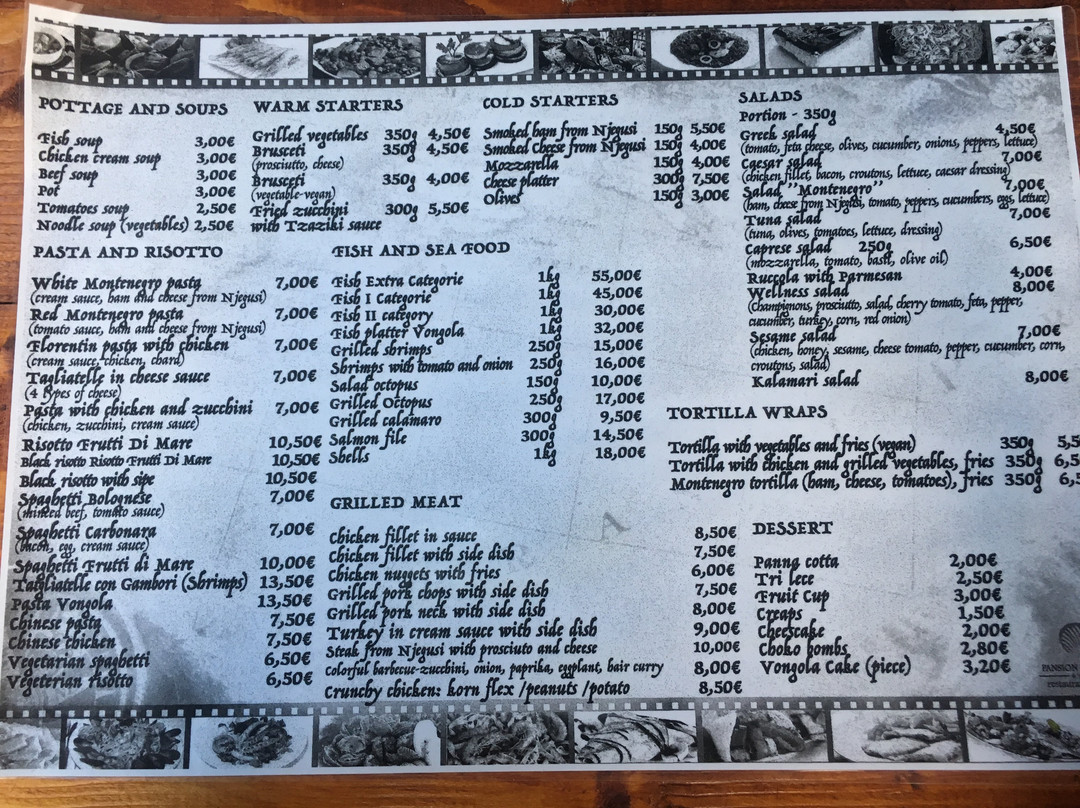 POTTAGE AND SOUPS
Fish soup 3,00€
Chicken cream soup 3,00€
Beef soup 3,00€
Pot 3,00€
Tomatoes soup 2,50€
Noodle soup (vegetables) 2,50€
WARM STARTERS
Grilled vegetables 350g 4,50€
Brusceti 350g 4,50€
(prosciutto, cheese)
Brusceti 350g 4,00€
(vegetable-vegan)
Fried zucchini 300g 5,50€
with Tzaziki sauce
COLD STARTERS
Smoked ham from Njegusi 150g 5,50€
Smoked Cheese from Njegusi 150g 4,00€
Mozzarella 150g 4,00€
Cheese platter 300g 7,50€
Olives 150g 3,00€
SALADS
Portion - 350g
Greek salad 4,50€
(tomato, feta cheese, olives, cucumber, onions, peppers, lettuce)
Caesar salad 7,00€
(chicken fillet, bacon, croutons, lettuce, caesar dressing)
Salad "Montenegro" 7,00€
(ham, cheese from Njegusi, tomato, peppers, cucumbers, egg, lettuce)
Tuna salad 7,00€
(tuna, olives, tomatoes, lettuce, dressing)
Caprese salad 250g 6,50€
(mozzarella, tomato, basil, olive oil)
Ruccola with Parmesan 4,00€
Wellness salad 8,00€
(Champignons, prosciutto, salad, cherry tomato, feta, pepper,
cucumber, turkey, corn, red onion)
Sesame salad 7,00€
(chicken, honey, sesame, cheese tomato, pepper, cucumber, corn,
croutons, salad)
Kalamari salad 8,00€
PASTA AND RISOTTO
White Montenegro pasta 7,00€
(cream sauce, ham and cheese from Njegusi)
Red Montenegro pasta 7,00€
(tomato sauce, ham and cheese from Njegusi)
Florentin pasta with chicken 7,00€
(cream sauce, chicken, chard)
Tagliatelle in cheese sauce 7,00€
(4 types of cheese)
Pasta with chicken and zucchini 7,00€
(chicken, zucchini, cream sauce)
Risotto Frutti Di Mare 10,50€
Black risotto Risotto Frutti Di Mare 10,50€
Black risotto with sipe 10,50€
Spaghetti Bolognese 7,00€
(minced beef, tomato sauce)
Spaghetti Carbonara 7,00€
(bacon, egg, cream sauce)
Spaghetti Frutti di Mare 10,00€
Tagliatelle con Gambori (Shrimps) 13,50€
Pasta Vongola 13,50€
Chinese pasta 7,50€
Chinese chicken 7,50€
Vegetarian spaghetti 6,50€
Vegeterian risotto 6,50€
FISH AND SEA FOOD
Fish Extra Categorie 1kg 55,00€
Fish I Categorie 1kg 45,00€
Fish II category 1kg 30,00€
Fish platter Vongola 1kg 32,00€
Grilled shrimps 250g 15,00€
Shrimps with tomato and onion 250g 16,00€
Salad octopus 150g 10,00€
Grilled Octopus 250g 17,00€
Grilled calamaro 300g 9,50€
Salmon file 300g 14,50€
Shells 1kg 18,00€
GRILLED MEAT
Chicken fillet in sauce 8,50€
Chicken fillet with side dish 7,50€
Chicken nuggets with fries 6,00€
Grilled pork chops with side dish 7,50€
Grilled pork neck with side dish 8,00€
Turkey in cream sauce with side dish 9,00€
Steak from Njegusi with prosciuto and cheese 10,00€
Colorful barbecue-zucchini, onion, paprika, eggplant, hair curry 8,00€
Crunchy chicken: korn flex /peanuts /potato 8,50€
TORTILLA WRAPS
Tortilla with vegetables and fries (vegan) 350g 5,5
Tortilla with chicken and grilled vegetables, fries 350g 6,5
Montenegro tortilla (ham, cheese, tomatoes), fries 350g 6,5
DESSERT
Panna cotta 2,00€
Tri lece 2,50€
Fruit Cup 3,00€
Creaps 1,50€
Cheescake 2,00€
Choko bombs 2,80€
Vongola Cake (piece) 3,20€
PANSION